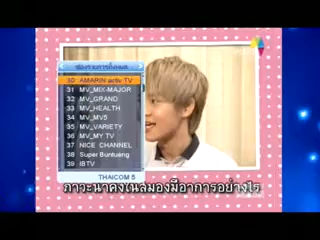 ช่องรายการทั้งหมด
30 AMARIN activ TV
31 MV_MIX-MAJOR
32 MV_GRAND
33 MV_HEALTH
34 MV_MV5
35 MV_VARIETY
36 MV_MY TV
37 NICE CHANNEL
38 Super Bunteung
39 IBTV
THAICOM 5
ภาวะน้ำคั่งในสมองมีอาการอย่างไร